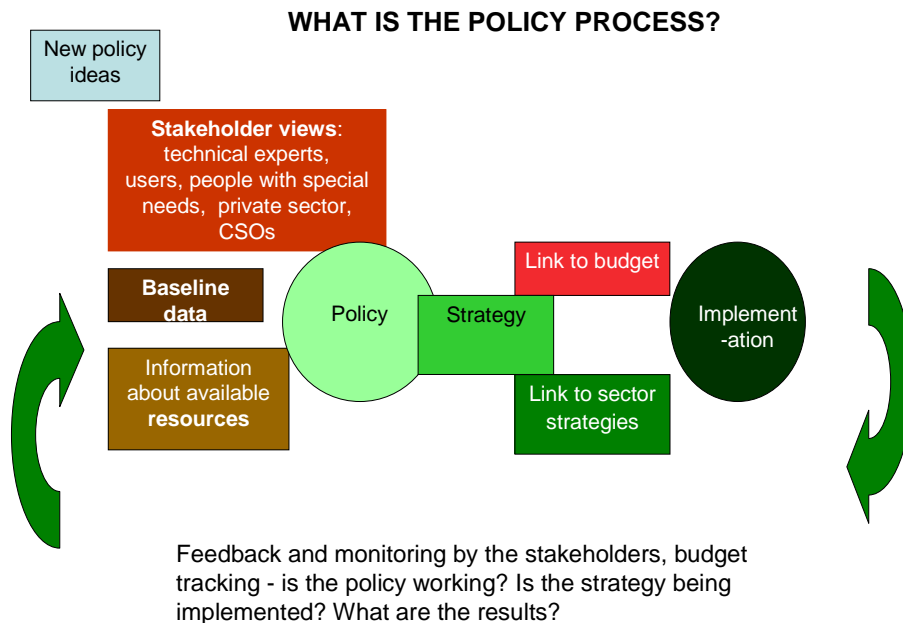 WHAT IS THE POLICY PROCESS?
New policy
ideas
Stakeholder views:
technical experts,
users, people with special
needs, private sector,
CSOs
Baseline
data
Information
about available
resources
Policy
Strategy
Link to budget
Link to sector
strategies
Implement
-ation
Feedback and monitoring by the stakeholders, budget
tracking - is the policy working? Is the strategy being
implemented? What are the results?